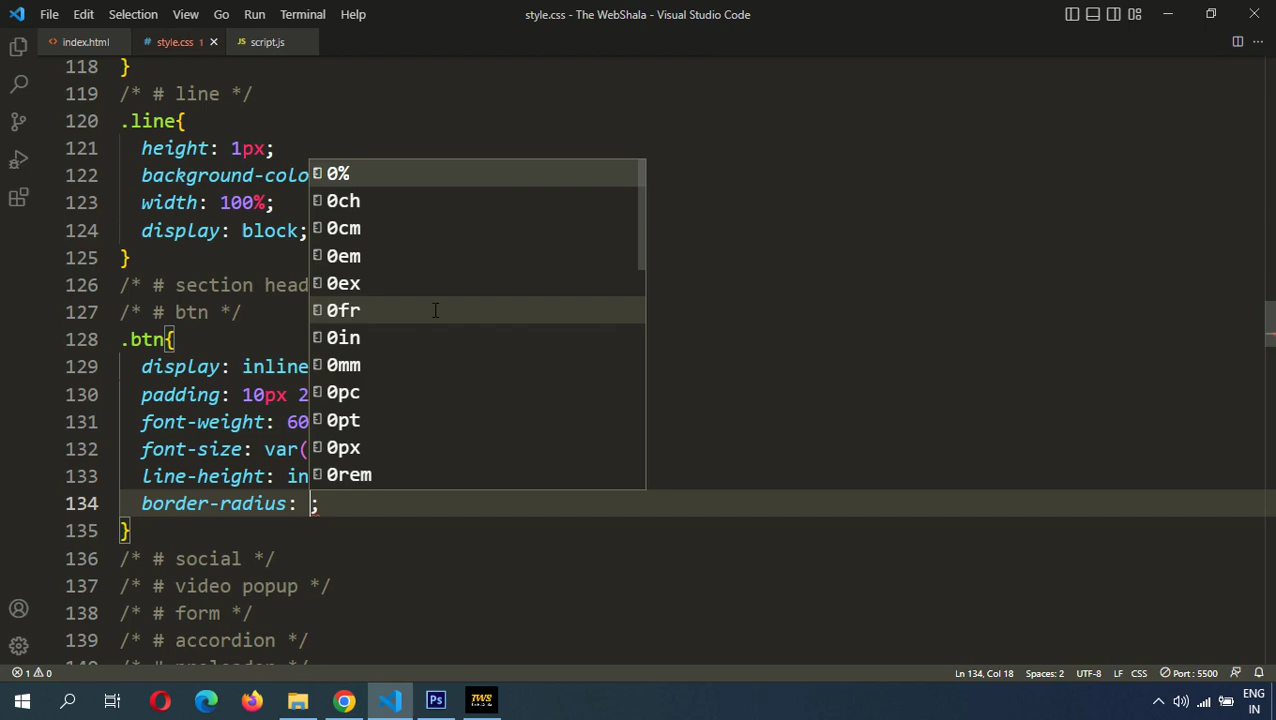 File Edit Selection View Go Run Terminal Help style.css - The WebShala - Visual Studio Code
index.html # style.css 1 JS script.js
118 }
119 /* # line */
120 .line{
121 height: 1px;
122 background-colo
123 width: 100%;
124 display: block;
125 }
126 /* # section head
127 /* # btn */
128 .btn{
129 display: inline
130 padding: 10px 2
131 font-weight: 60
132 font-size: var(
133 line-height: in
134 border-radius: ;
135 }
136 /* # social */
137 /* # video popup */
138 /* # form */
139 /* # accordion */
0%
0ch
0cm
0em
0ex
0fr
0in
0mm
0pc
0pt
0px
0rem
1 0 Ln 134, Col 18 Spaces: 2 UTF-8 LF CSS Port : 5500
Ps TWS ENG
IN